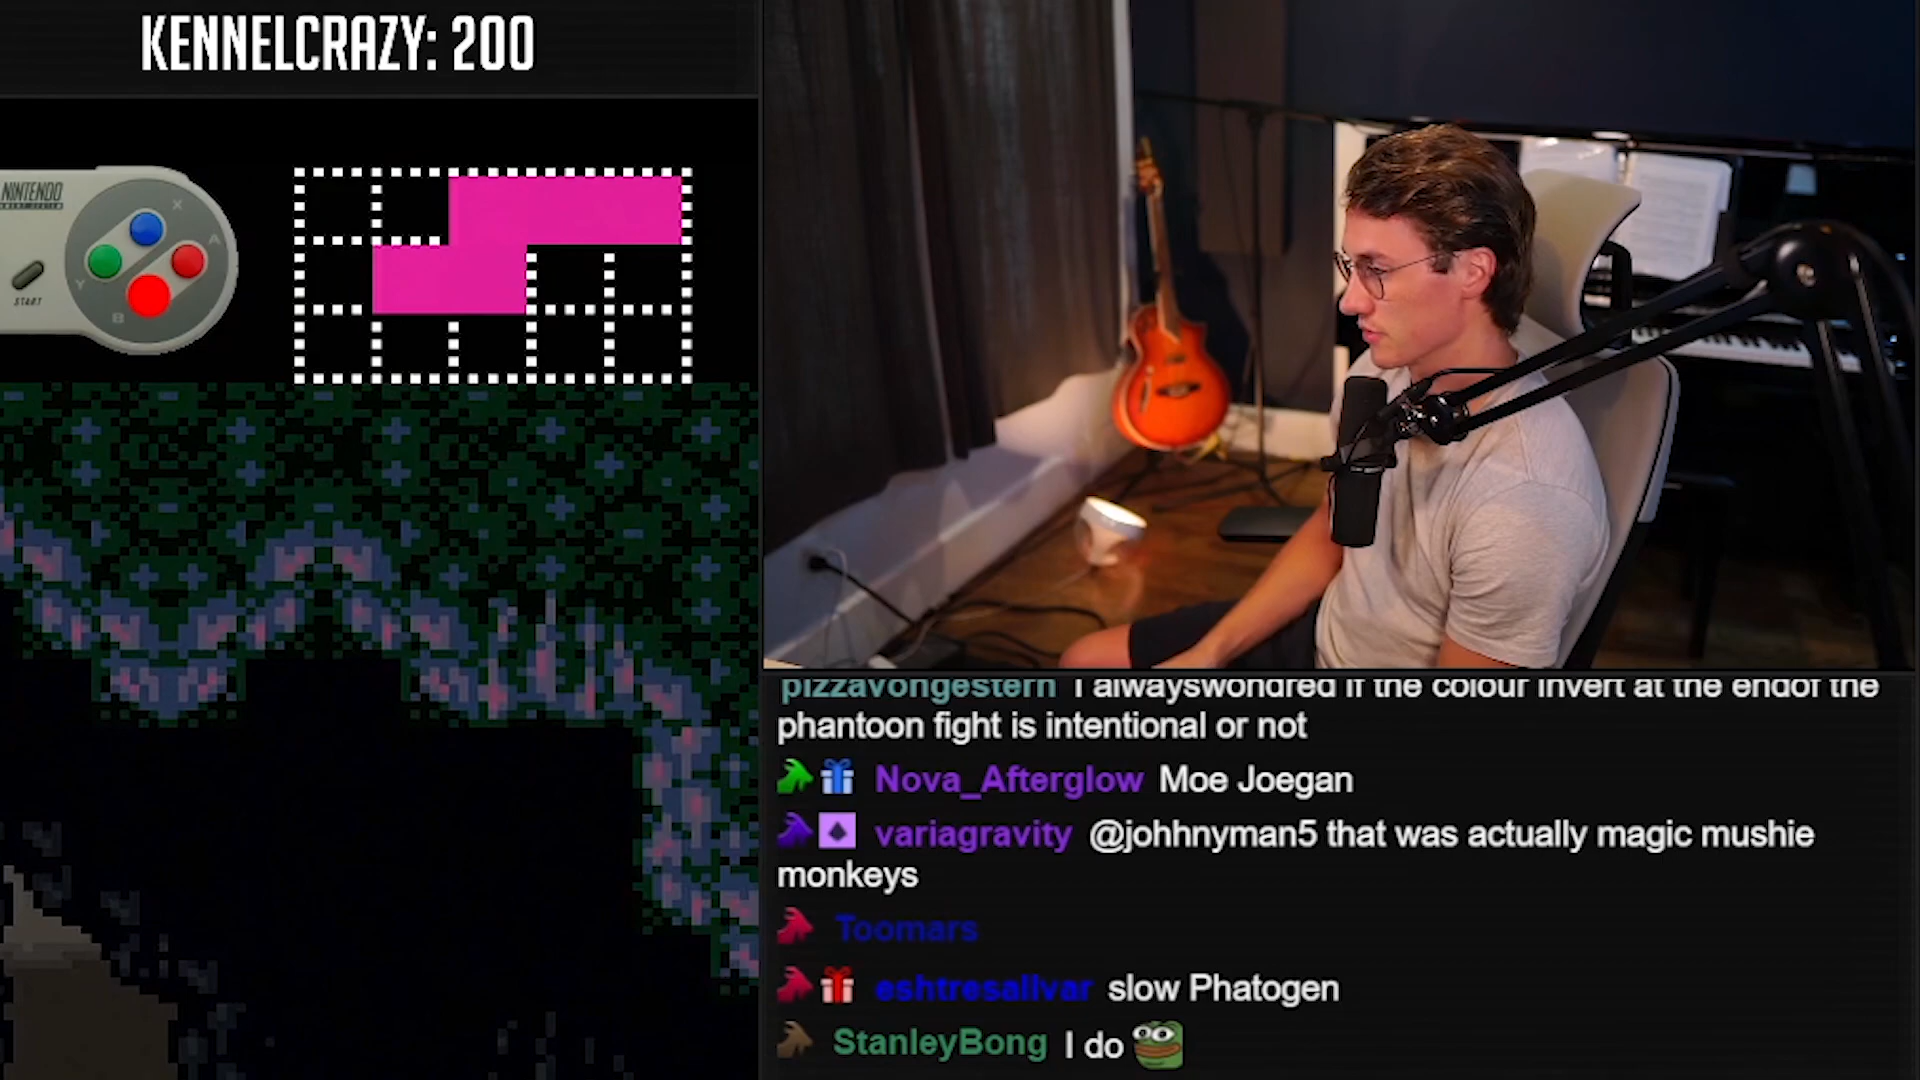 KENNELCRAZY: 200
NINTENDO
X
A
Y
B
START
pizzavongestern I alwayswondred if the colour invert at the endof the
phantoon fight is intentional or not
Nova_Afterglow Moe Joegan
variagravity @johhnyman5 that was actually magic mushie
monkeys
Toomars
eshtresallvar slow Phatogen
StanleyBong I do